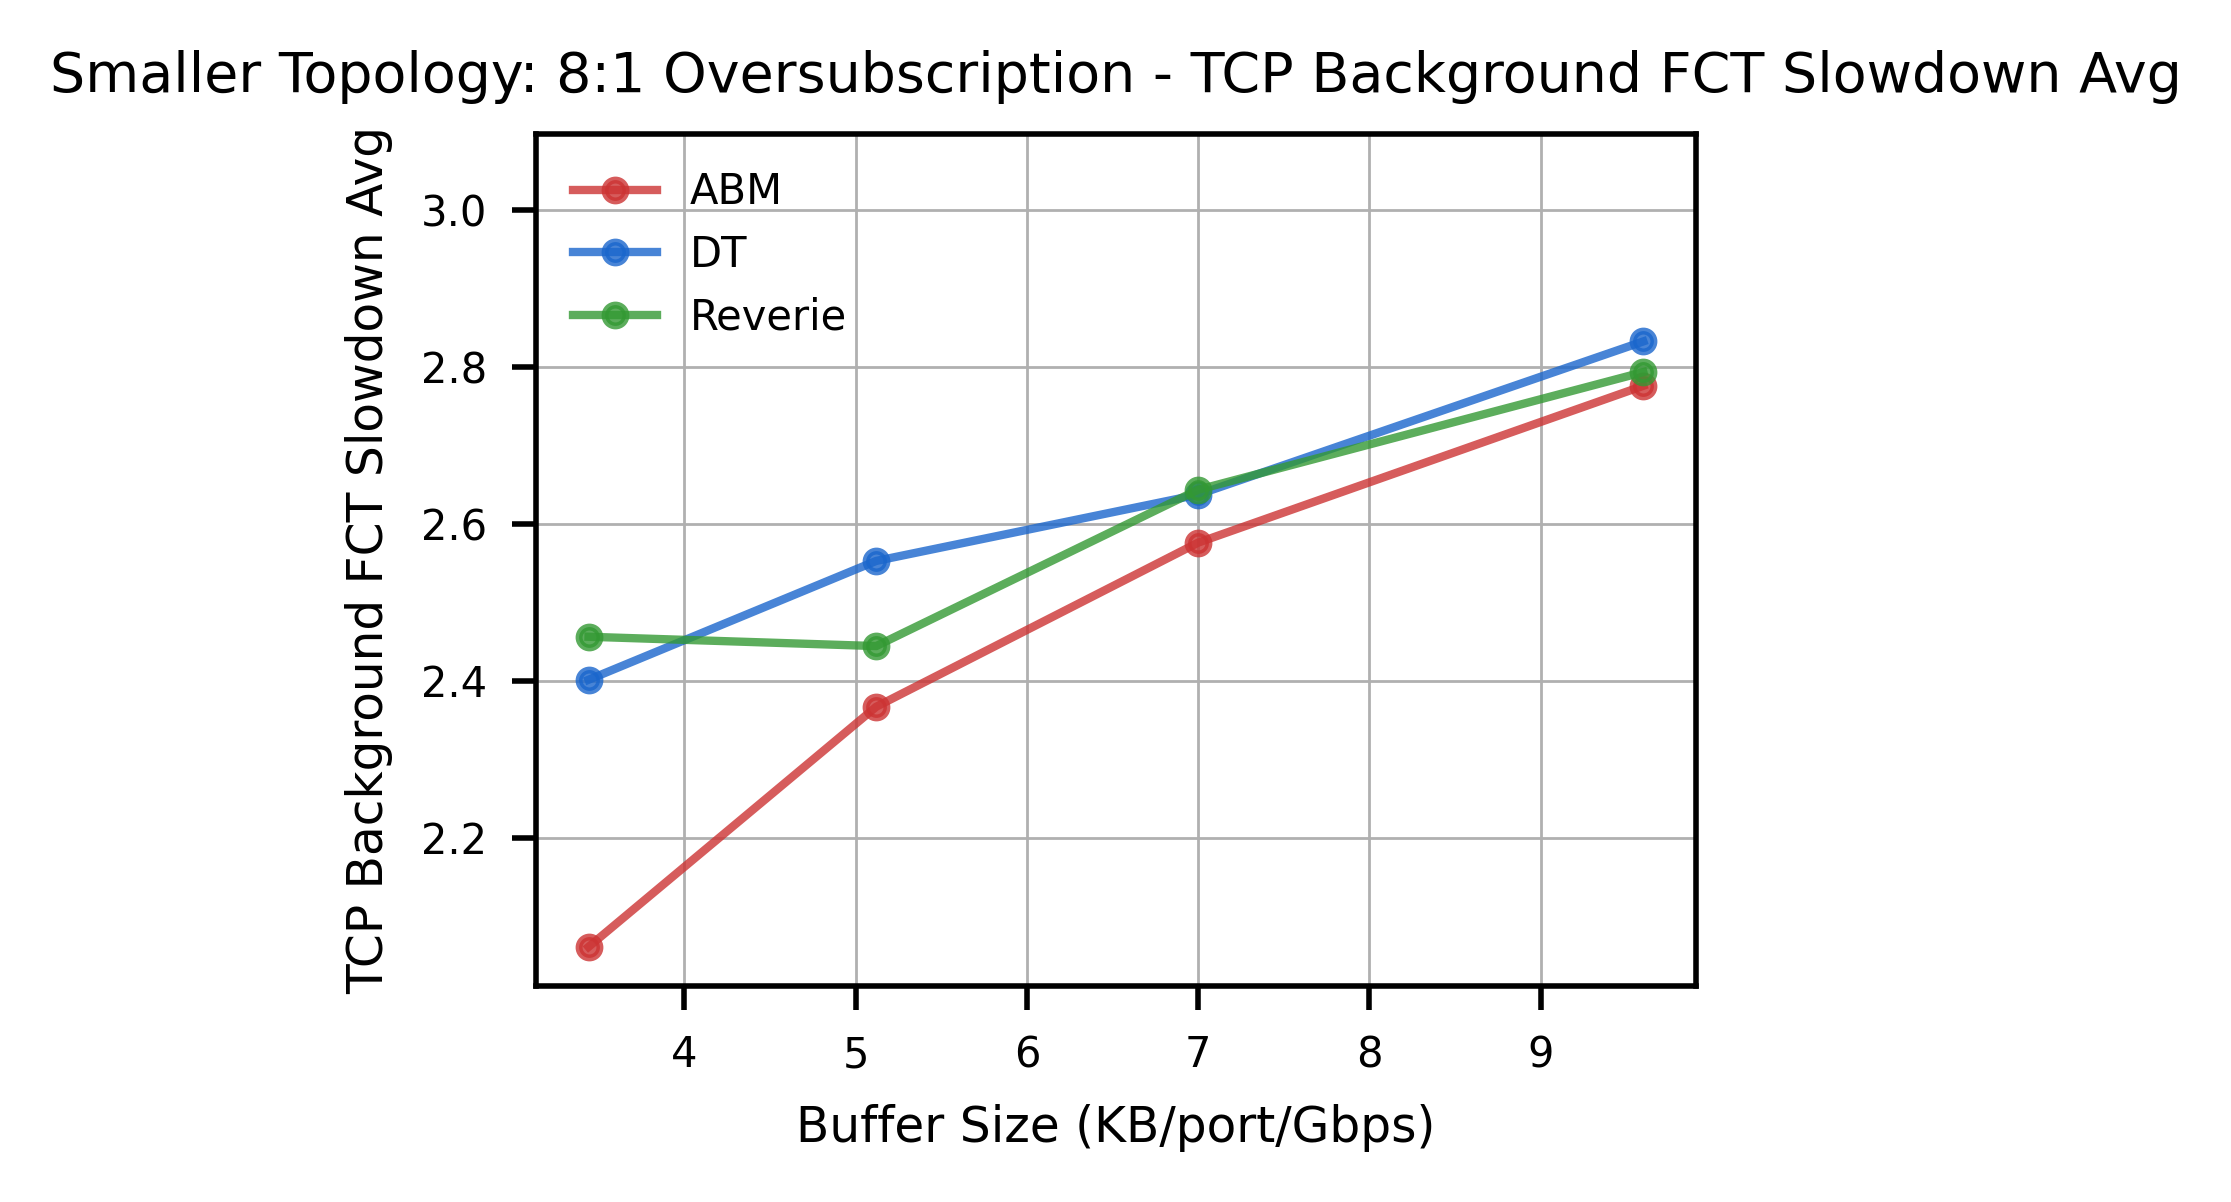 Smaller Topology: 8:1 Oversubscription - TCP Background FCT Slowdown Avg
TCP Background FCT Slowdown Avg
3.0
2.8
2.6
2.4
2.2
ABM
DT
Reverie
4 5 6 7 8 9
Buffer Size (KB/port/Gbps)